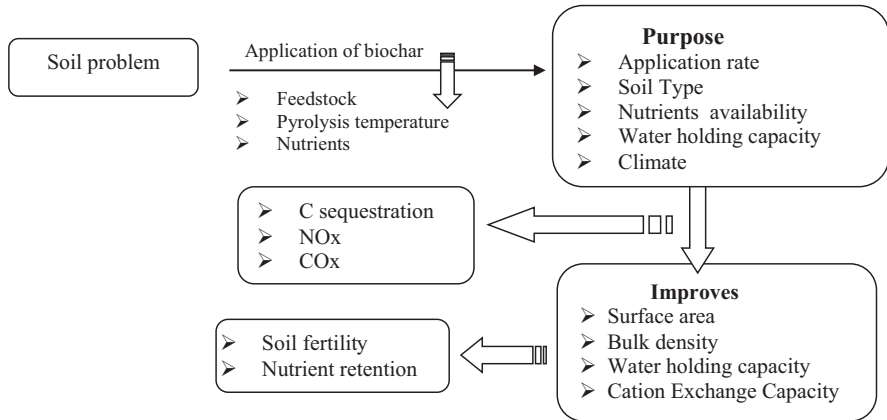 Soil problem
Application of biochar
Feedstock
Pyrolysis temperature
Nutrients
Purpose
Application rate
Soil Type
Nutrients availability
Water holding capacity
Climate
C sequestration
NOx
COx
Improves
Surface area
Bulk density
Water holding capacity
Cation Exchange Capacity
Soil fertility
Nutrient retention